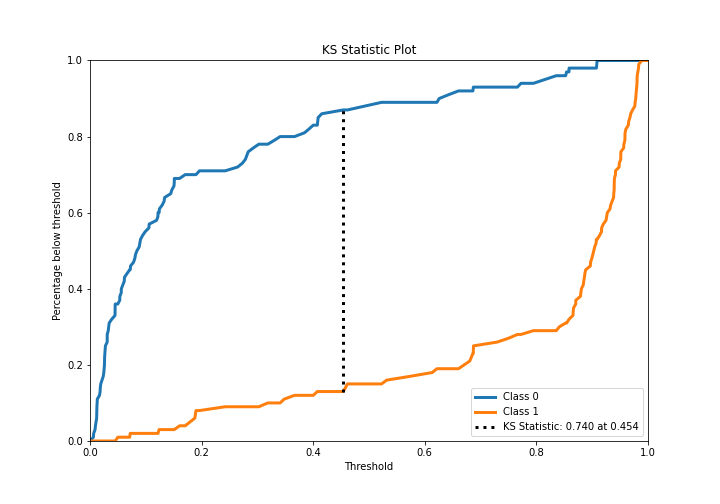 KS Statistic Plot
Percentage below threshold
1.0
0.8
0.6
0.4
0.2
0.0
0.0 0.2 0.4 0.6 0.8 1.0
Threshold
Class 0
Class 1
KS Statistic: 0.740 at 0.454